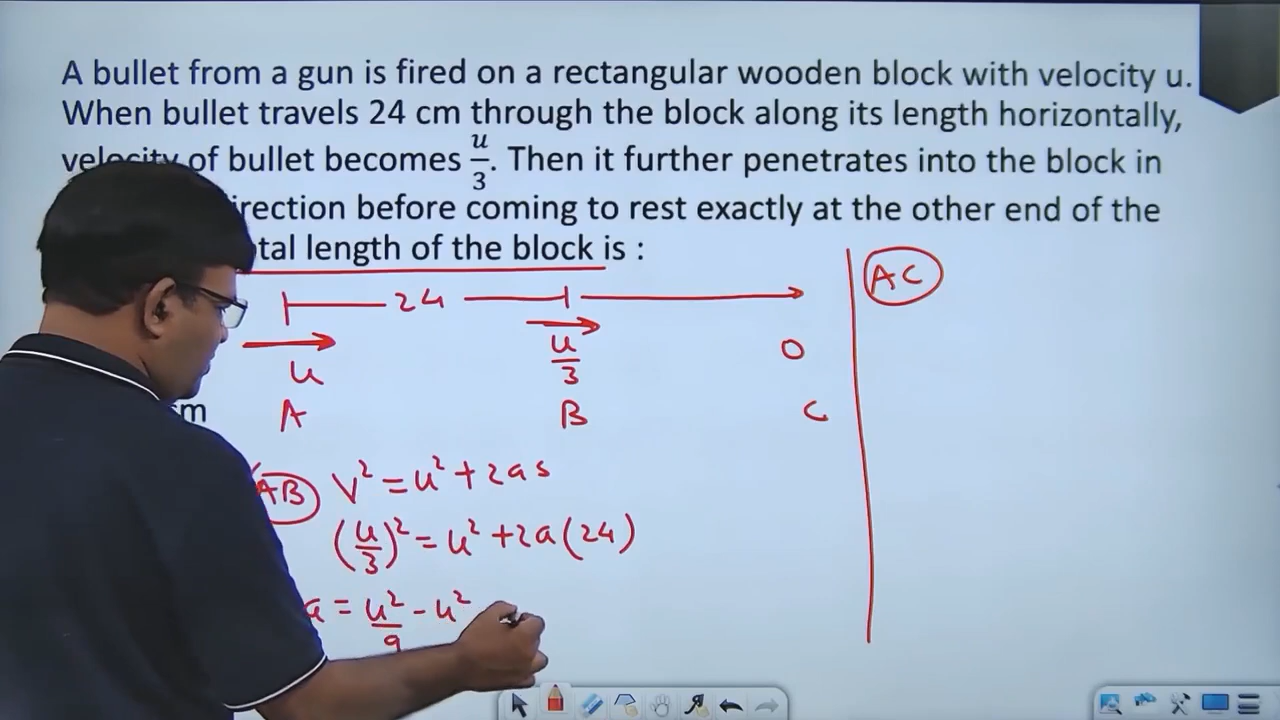 A bullet from a gun is fired on a rectangular wooden block with velocity u.
When bullet travels 24 cm through the block along its length horizontally,
velocity of bullet becomes u/3. Then it further penetrates into the block in
irection before coming to rest exactly at the other end of the
tal length of the block is :
24
u
u/3
0
A
B
C
AC
cm
AB v² = u² + 2as
(u/3)² = u² + 2a(24)
a = u²/9 - u²